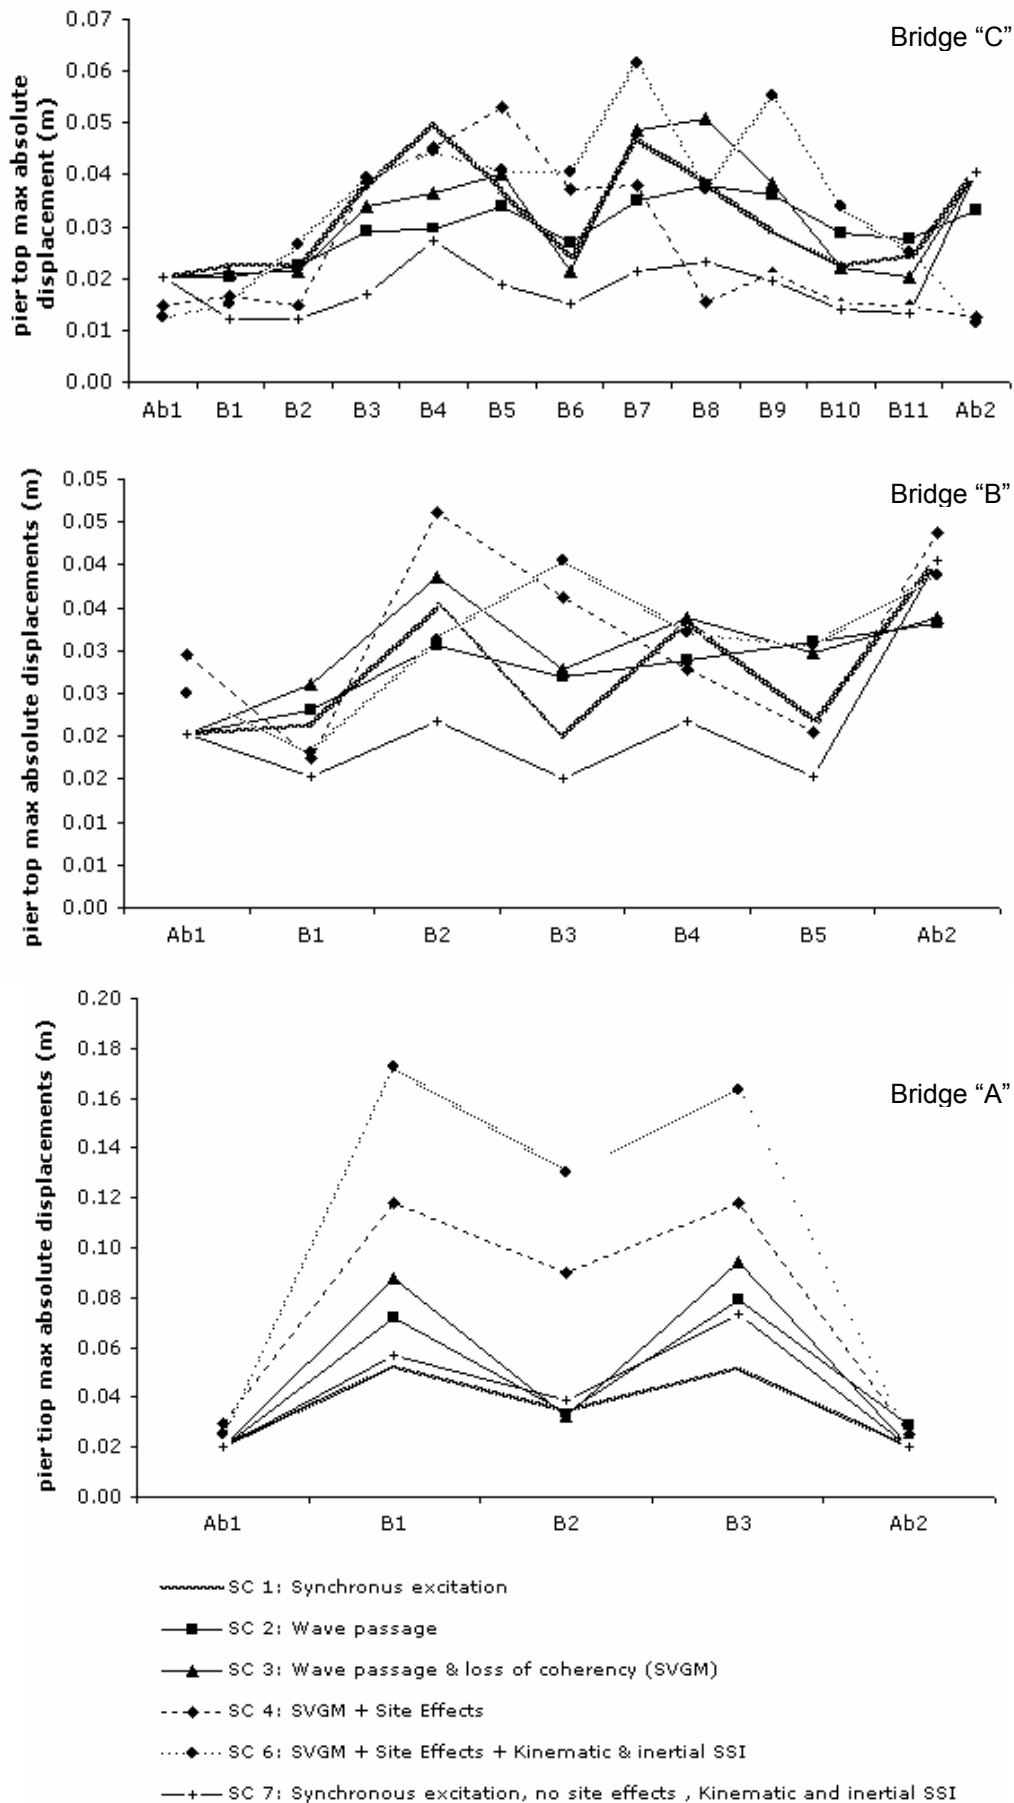 Bridge “C”
pier top max absolute
displacement (m)
0.07
0.06
0.05
0.04
0.03
0.02
0.01
0.00
Ab1 B1 B2 B3 B4 B5 B6 B7 B8 B9 B10 B11 Ab2
Bridge “B”
pier top max absolute displacements (m)
0.05
0.05
0.04
0.04
0.03
0.03
0.02
0.02
0.01
0.01
0.00
Ab1 B1 B2 B3 B4 B5 Ab2
Bridge “A”
pier tiop max absolute displacements (m)
0.20
0.18
0.16
0.14
0.12
0.10
0.08
0.06
0.04
0.02
0.00
Ab1 B1 B2 B3 Ab2
SC 1: Synchronus excitation
SC 2: Wave passage
SC 3: Wave passage & loss of coherency (SVGM)
SC 4: SVGM + Site Effects
SC 6: SVGM + Site Effects + Kinematic & inertial SSI
SC 7: Synchronous excitation, no site effects , Kinematic and inertial SSI